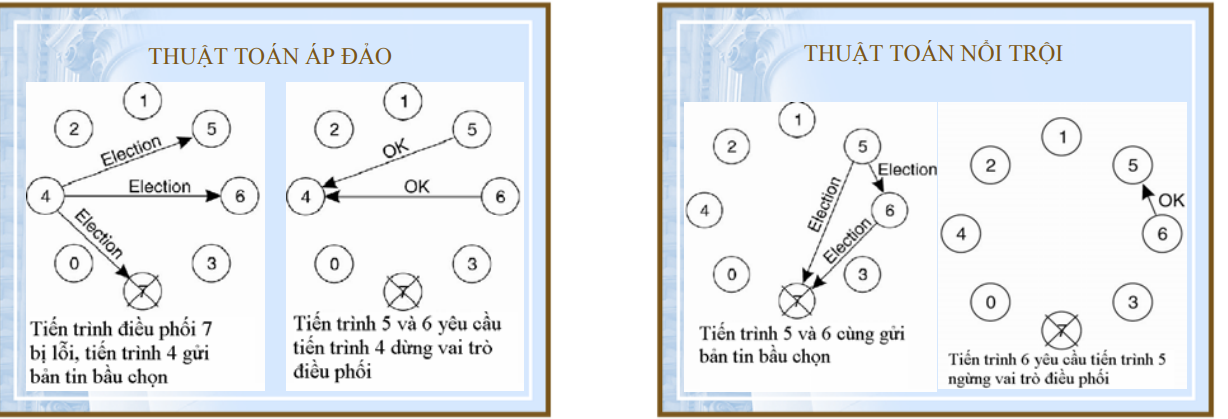 THUẬT TOÁN ÁP ĐẢO
1
2
5
Election
4
Election
6
Election
0
3
7
Tiến trình điều phối 7
bị lỗi, tiến trình 4 gửi
bản tin bầu chọn
1
2
5
OK
4
OK
6
0
3
7
Tiến trình 5 và 6 yêu cầu
tiến trình 4 dừng vai trò
điều phối
THUẬT TOÁN NỔI TRỘI
1
2
5
Election
Election
4
6
Election
0
3
7
Tiến trình 5 và 6 cùng gửi
bản tin bầu chọn
1
2
5
OK
4
6
0
3
7
Tiến trình 6 yêu cầu tiến trình 5
ngừng vai trò điều phối